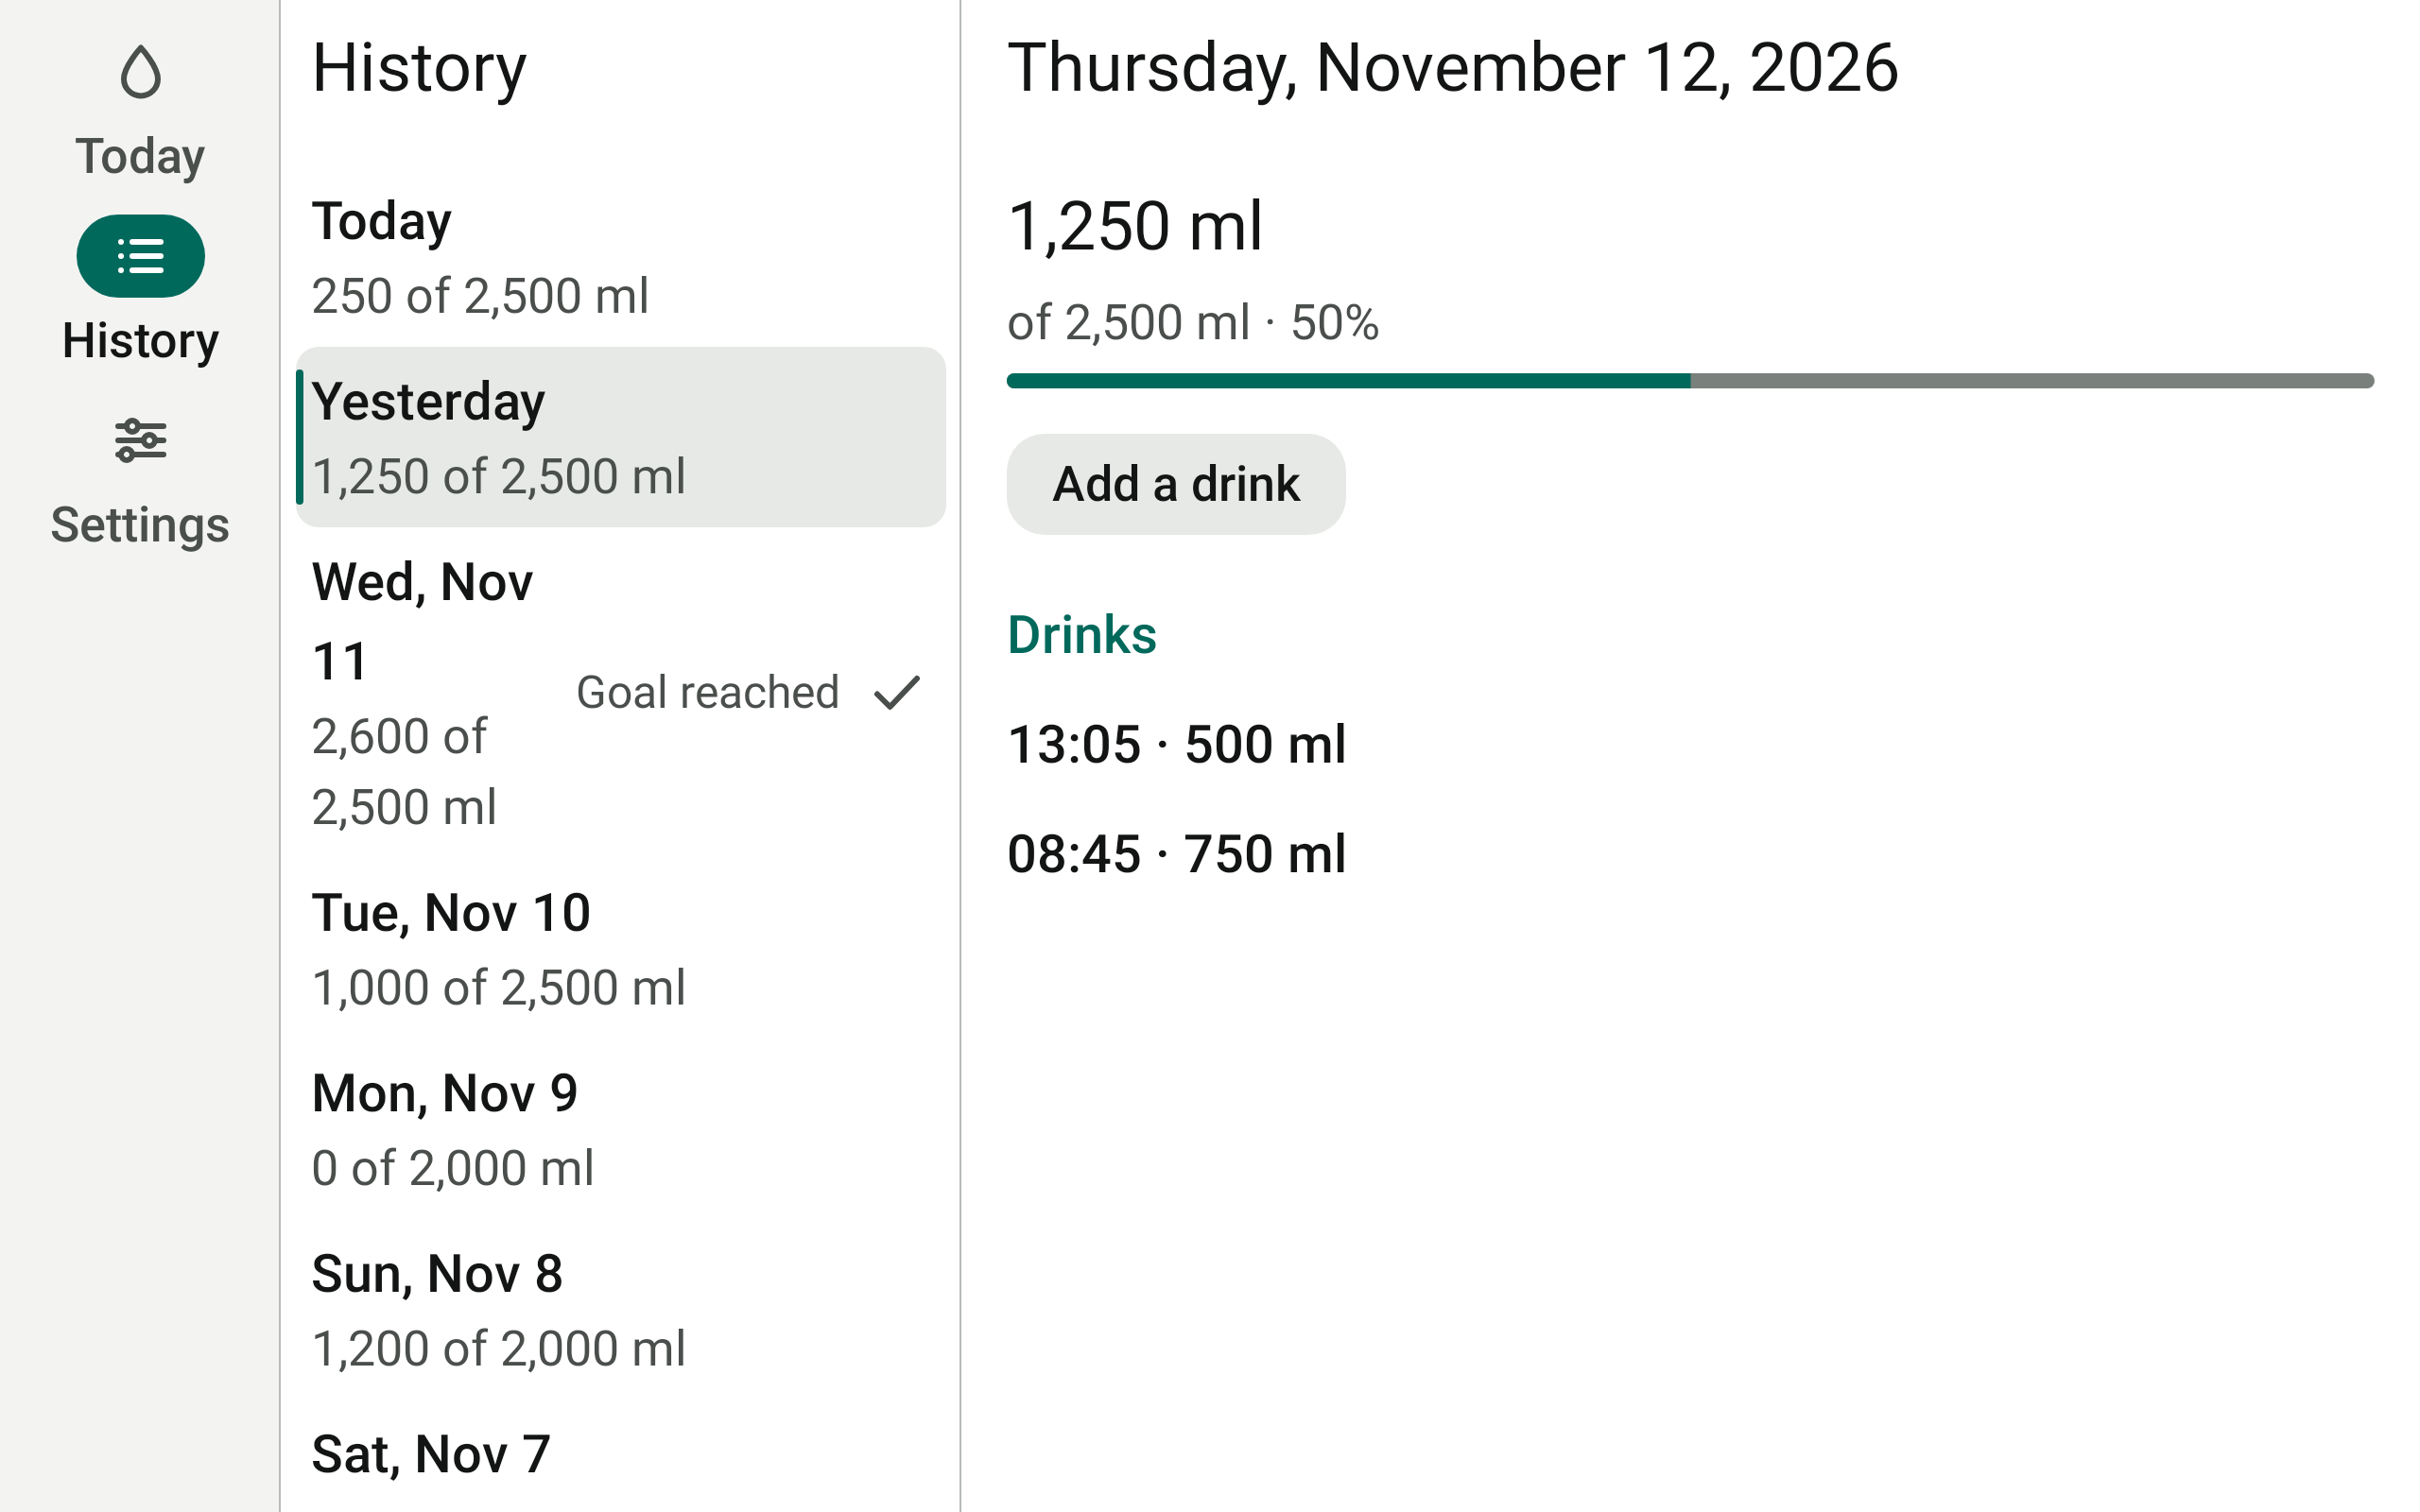 Today
History
Settings
History
Today
250 of 2,500 ml
Yesterday
1,250 of 2,500 ml
Wed, Nov
11
2,600 of
2,500 ml
Goal reached
Tue, Nov 10
1,000 of 2,500 ml
Mon, Nov 9
0 of 2,000 ml
Sun, Nov 8
1,200 of 2,000 ml
Sat, Nov 7
Thursday, November 12, 2026
1,250 ml
of 2,500 ml · 50%
Add a drink
Drinks
13:05 · 500 ml
08:45 · 750 ml